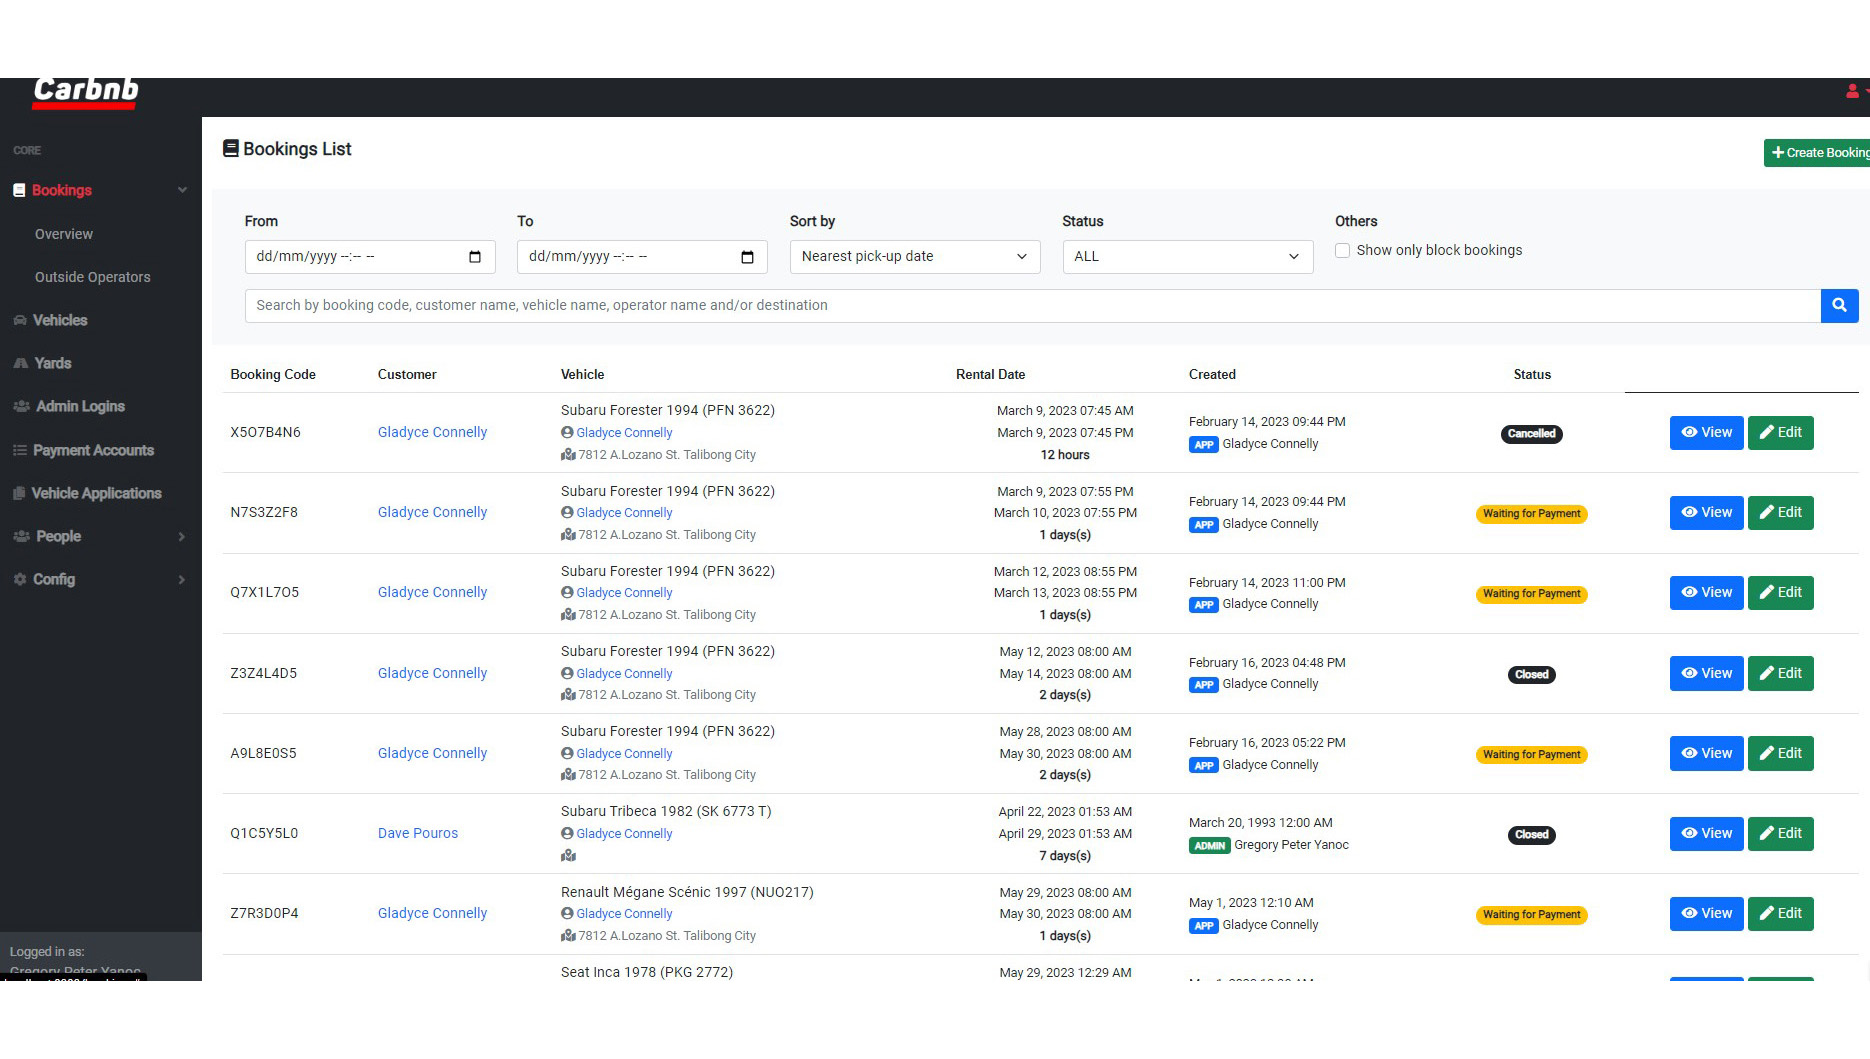 Carbnb
CORE
Bookings
Overview
Outside Operators
Vehicles
Yards
Admin Logins
Payment Accounts
Vehicle Applications
People
Config
Logged in as:
Gregory Peter Yanoc
Bookings List
Create Booking
From To Sort by Status Others
dd/mm/yyyy --:-- -- dd/mm/yyyy --:-- -- Nearest pick-up date ALL Show only block bookings
Search by booking code, customer name, vehicle name, operator name and/or destination
Booking Code Customer Vehicle Rental Date Created Status
X5O7B4N6 Gladyce Connelly Subaru Forester 1994 (PFN 3622)
Gladyce Connelly
7812 A.Lozano St. Talibong City
March 9, 2023 07:45 AM
March 9, 2023 07:45 PM
12 hours
February 14, 2023 09:44 PM
APP Gladyce Connelly
Cancelled View Edit
N7S3Z2F8 Gladyce Connelly Subaru Forester 1994 (PFN 3622)
Gladyce Connelly
7812 A.Lozano St. Talibong City
March 9, 2023 07:55 PM
March 10, 2023 07:55 PM
1 days(s)
February 14, 2023 09:44 PM
APP Gladyce Connelly
Waiting for Payment View Edit
Q7X1L7O5 Gladyce Connelly Subaru Forester 1994 (PFN 3622)
Gladyce Connelly
7812 A.Lozano St. Talibong City
March 12, 2023 08:55 PM
March 13, 2023 08:55 PM
1 days(s)
February 14, 2023 11:00 PM
APP Gladyce Connelly
Waiting for Payment View Edit
Z3Z4L4D5 Gladyce Connelly Subaru Forester 1994 (PFN 3622)
Gladyce Connelly
7812 A.Lozano St. Talibong City
May 12, 2023 08:00 AM
May 14, 2023 08:00 AM
2 days(s)
February 16, 2023 04:48 PM
APP Gladyce Connelly
Closed View Edit
A9L8E0S5 Gladyce Connelly Subaru Forester 1994 (PFN 3622)
Gladyce Connelly
7812 A.Lozano St. Talibong City
May 28, 2023 08:00 AM
May 30, 2023 08:00 AM
2 days(s)
February 16, 2023 05:22 PM
APP Gladyce Connelly
Waiting for Payment View Edit
Q1C5Y5L0 Dave Pouros Subaru Tribeca 1982 (SK 6773 T)
Gladyce Connelly
April 22, 2023 01:53 AM
April 29, 2023 01:53 AM
7 days(s)
March 20, 1993 12:00 AM
ADMIN Gregory Peter Yanoc
Closed View Edit
Z7R3D0P4 Gladyce Connelly Renault Mégane Scénic 1997 (NUO217)
Gladyce Connelly
7812 A.Lozano St. Talibong City
May 29, 2023 08:00 AM
May 30, 2023 08:00 AM
1 days(s)
May 1, 2023 12:10 AM
APP Gladyce Connelly
Waiting for Payment View Edit
Seat Inca 1978 (PKG 2772)
May 29, 2023 12:29 AM